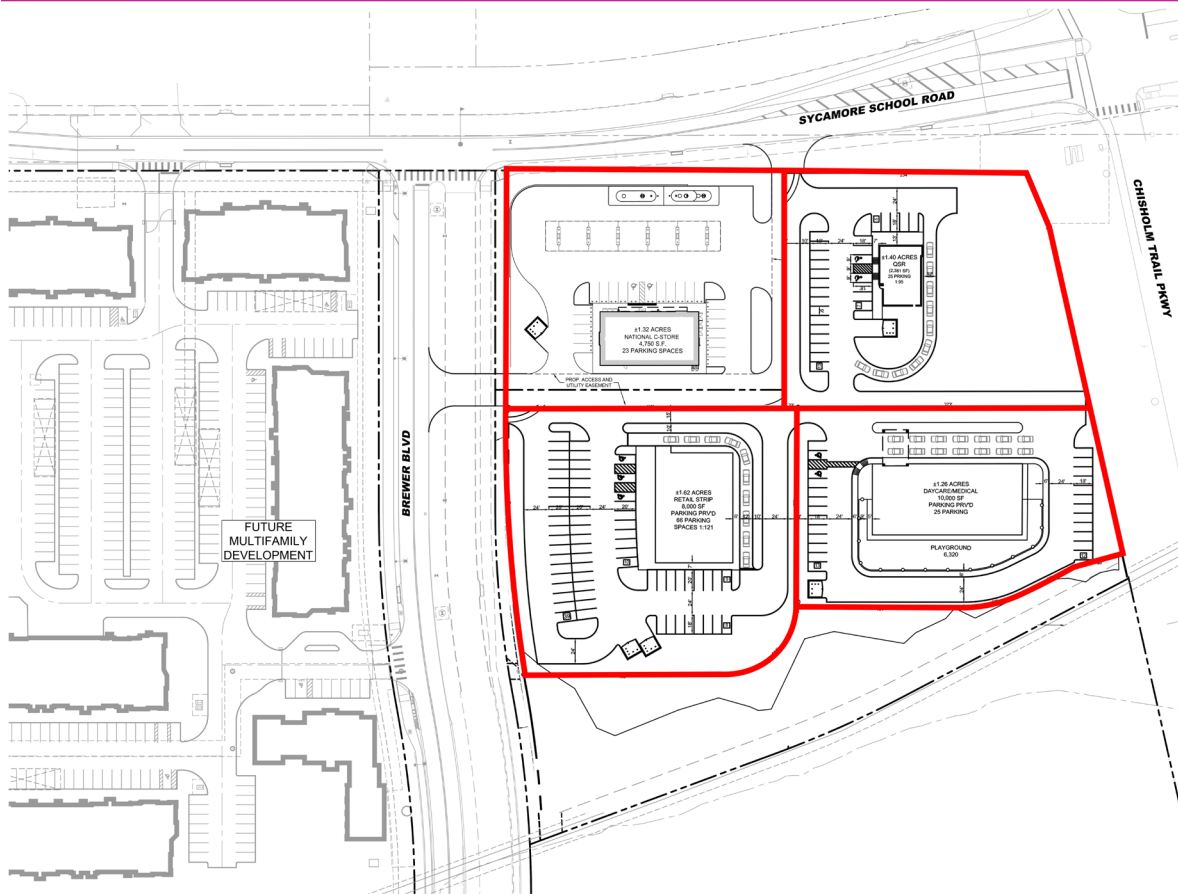 SYCAMORE SCHOOL ROAD
CHISHOLM TRAIL PKWY
±1.40 ACRES
QSR
(2,361 SF)
±1.32 ACRES
NATIONAL C-STORE
4,750 S.F.
23 PARKING SPACES
PROP. ACCESS AND
UTILITY EASEMENT
BREWER BLVD
±1.62 ACRES
RETAIL STRIP
8,000 SF
PARKING PRV'D
66 PARKING
SPACES 1:121
±1.26 ACRES
DAYCARE/MEDICAL
10,000 SF
PARKING PRV'D
25 PARKING
PLAYGROUND
6,320
FUTURE
MULTIFAMILY
DEVELOPMENT